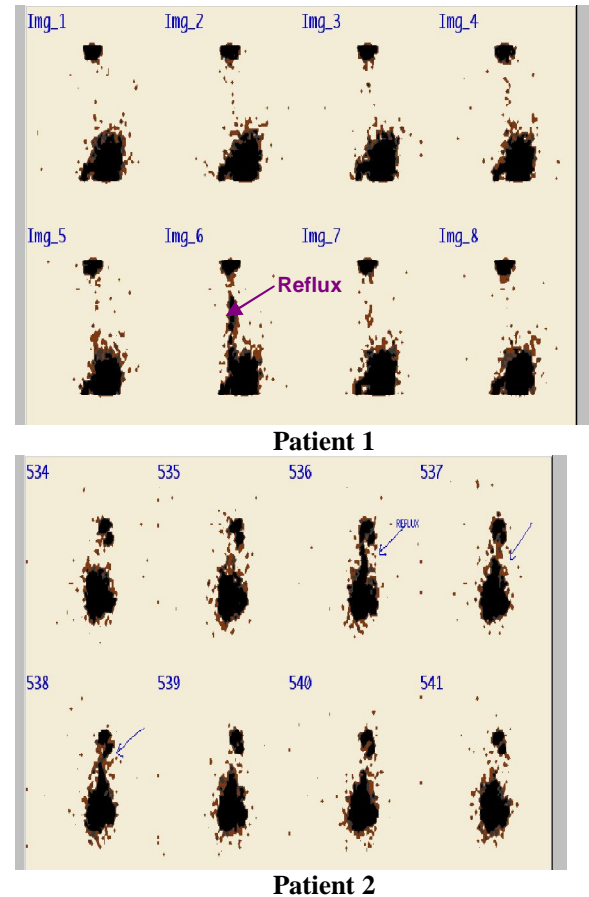 Img_1 Img_2 Img_3 Img_4
Img_5 Img_6 Img_7 Img_8
Reflux
Patient 1
534 535 536 537
REFLUX
538 539 540 541
Patient 2